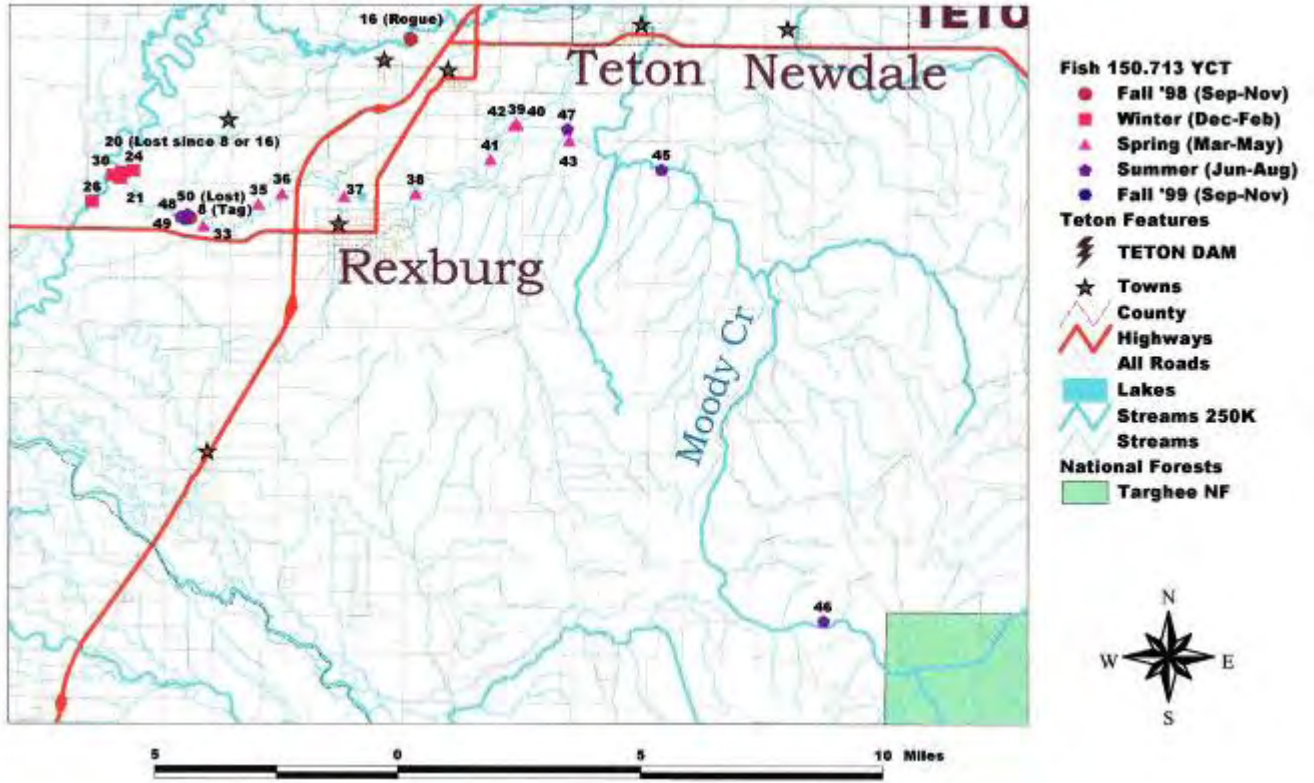 TETO
16 (Rogue)
Teton Newdale
42 39 40 47
20 (Lost since 8 or 16)
30 24
41 43 45
26 21
36
35 37 38
50 (Lost)
48 8 (Tag)
49 33
Rexburg
Moody Cr
46
5 0 5 10 Miles
Fish 150.713 YCT
Fall '98 (Sep-Nov)
Winter (Dec-Feb)
Spring (Mar-May)
Summer (Jun-Aug)
Fall '99 (Sep-Nov)
Teton Features
TETON DAM
Towns
County
Highways
All Roads
Lakes
Streams 250K
Streams
National Forests
Targhee NF
N
W E
S